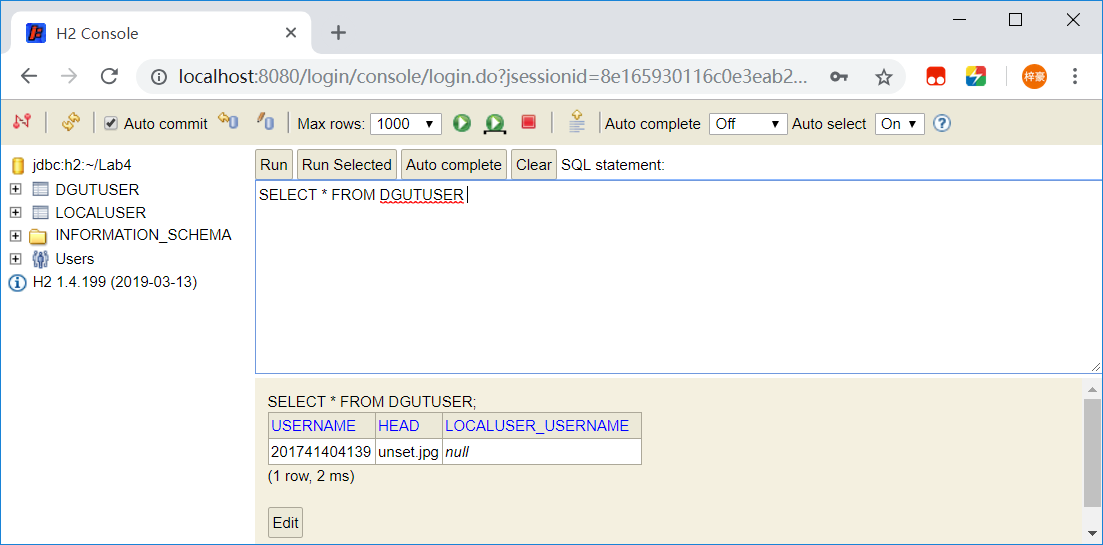 H2 Console
localhost:8080/login/console/login.do?jsessionid=8e165930116c0e3eab2...
梓豪
Auto commit
Max rows: 1000
Auto complete Off
Auto select On
jdbc:h2:~/Lab4
DGUTUSER
LOCALUSER
INFORMATION_SCHEMA
Users
H2 1.4.199 (2019-03-13)
Run Run Selected Auto complete Clear SQL statement:
SELECT * FROM DGUTUSER
SELECT * FROM DGUTUSER;
USERNAME HEAD LOCALUSER_USERNAME
201741404139 unset.jpg null
(1 row, 2 ms)
Edit